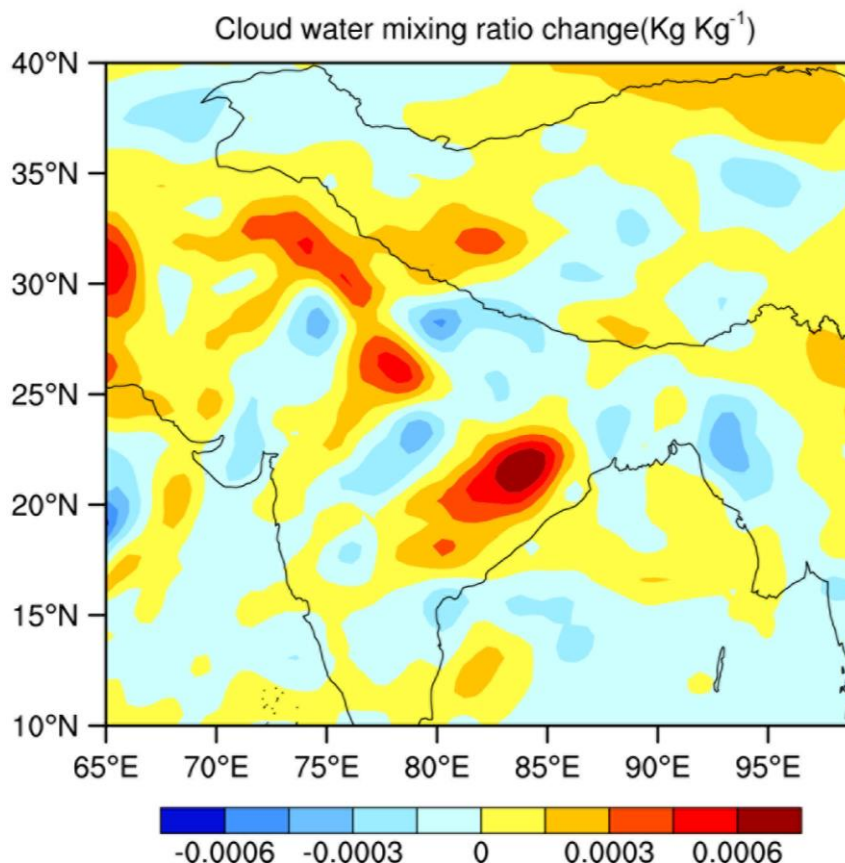 Cloud water mixing ratio change(Kg Kg⁻¹)
40°N
35°N
30°N
25°N
20°N
15°N
10°N
65°E 70°E 75°E 80°E 85°E 90°E 95°E
-0.0006 -0.0003 0 0.0003 0.0006